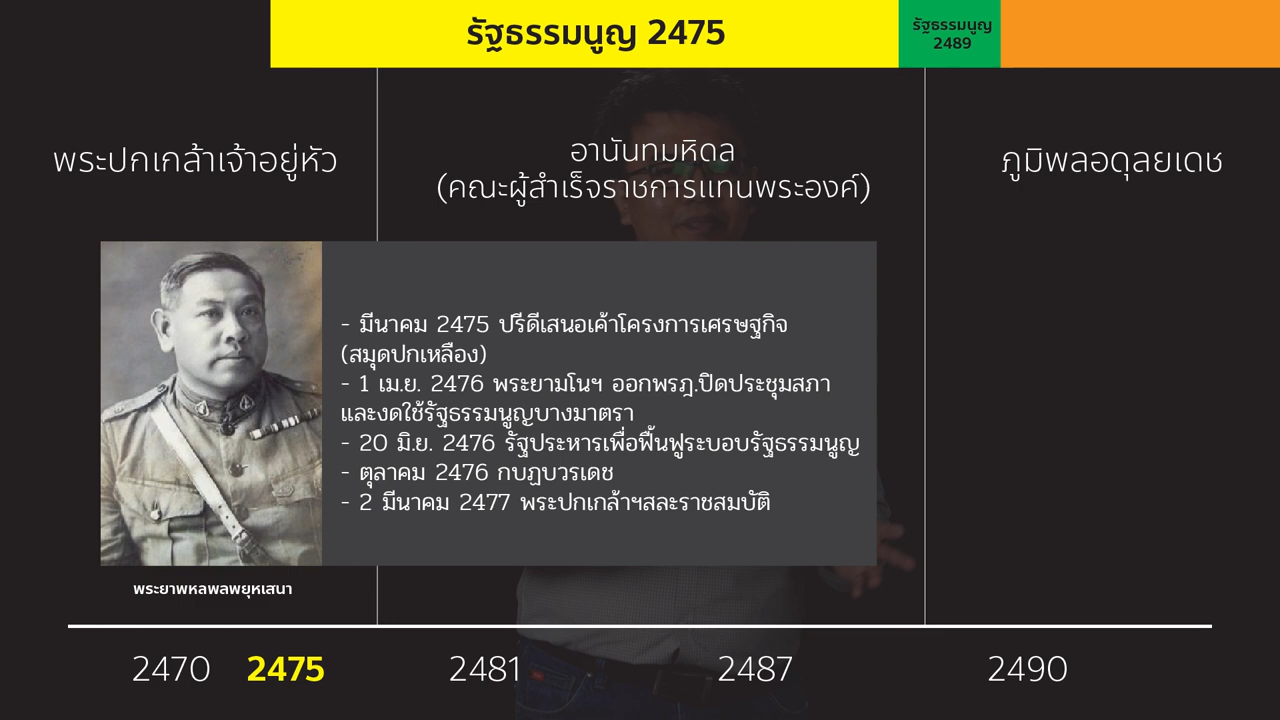 รัฐธรรมนูญ 2475
รัฐธรรมนูญ
2489
พระปกเกล้าเจ้าอยู่หัว
อานันทมหิดล
(คณะผู้สำเร็จราชการแทนพระองค์)
ภูมิพลอดุลยเดช
- มีนาคม 2475 ปรีดีเสนอเค้าโครงการเศรษฐกิจ
(สมุดปกเหลือง)
- 1 เม.ย. 2476 พระยามโนฯ ออกพรฎ.ปิดประชุมสภา
และงดใช้รัฐธรรมนูญบางมาตรา
- 20 มิ.ย. 2476 รัฐประหารเพื่อฟื้นฟูระบอบรัฐธรรมนูญ
- ตุลาคม 2476 กบฏบวรเดช
- 2 มีนาคม 2477 พระปกเกล้าฯสละราชสมบัติ
พระยาพหลพลพยุหเสนา
2470 2475 2481 2487 2490